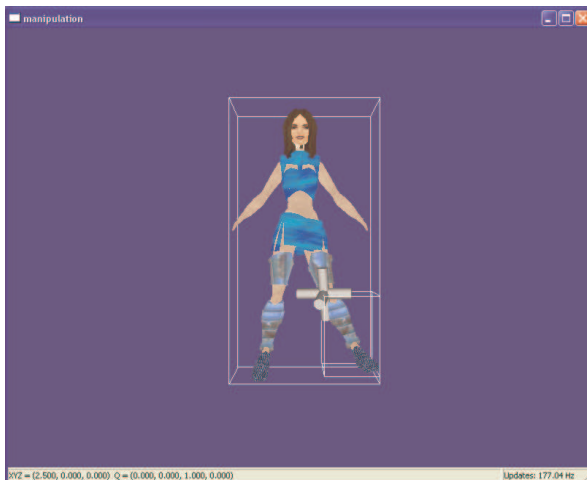 manipulation
XYZ = (2.500, 0.000, 0.000) Q = (0.000, 0.000, 1.000, 0.000)
Updates: 177.04 Hz